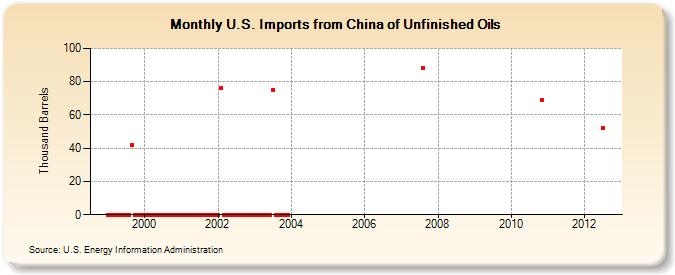 Monthly U.S. Imports from China of Unfinished Oils
Thousand Barrels
100
80
60
40
20
0
2000 2002 2004 2006 2008 2010 2012
Source: U.S. Energy Information Administration